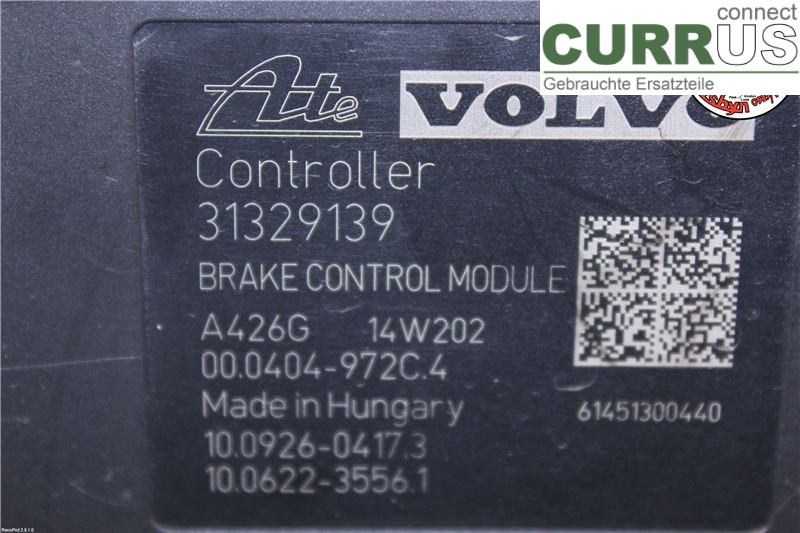 connect
CURRUS
Gebrauchte Ersatzteile
Ate VOLVO
Controller
31329139
BRAKE CONTROL MODULE
A426G 14W202
00.0404-972C.4
Made in Hungary 61451300440
10.0926-0417.3
10.0622-3556.1